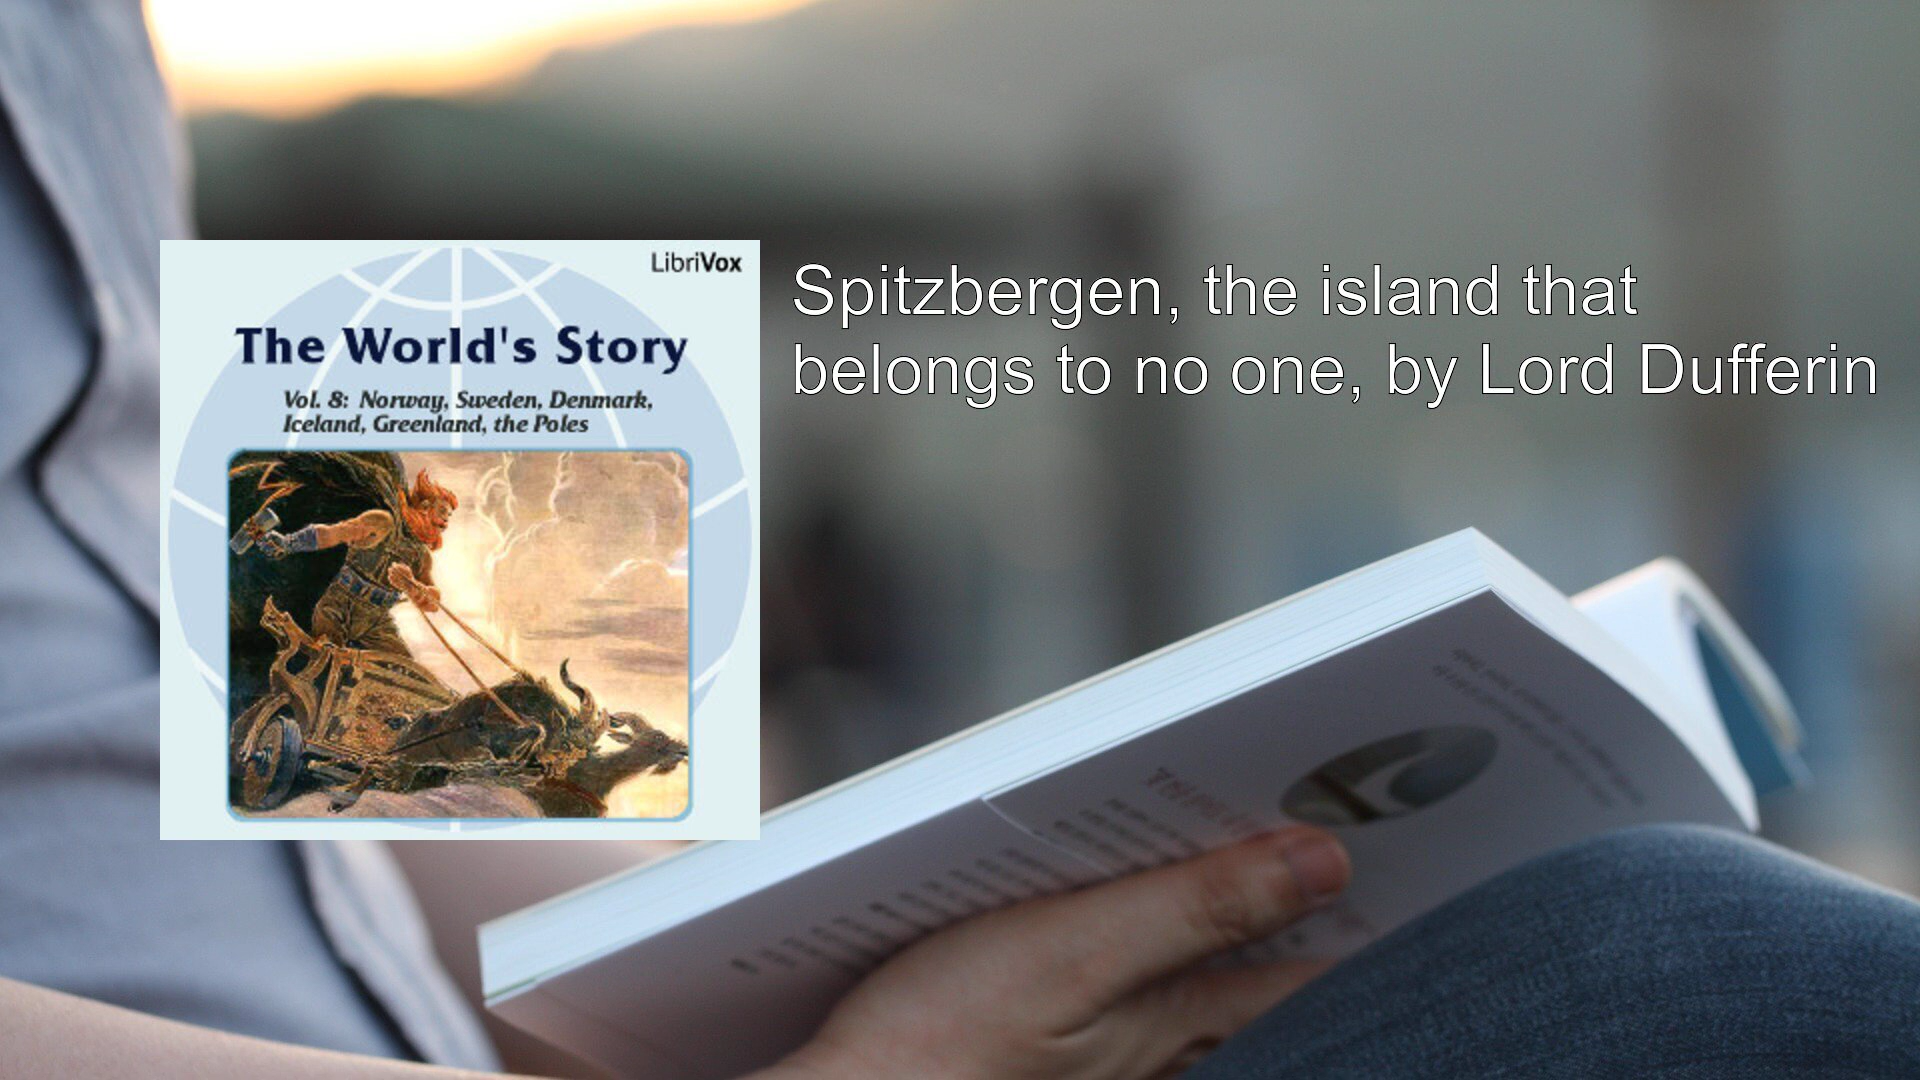 LibriVox
The World's Story
Vol. 8: Norway, Sweden, Denmark,
Iceland, Greenland, the Poles
Spitzbergen, the island that
belongs to no one, by Lord Dufferin